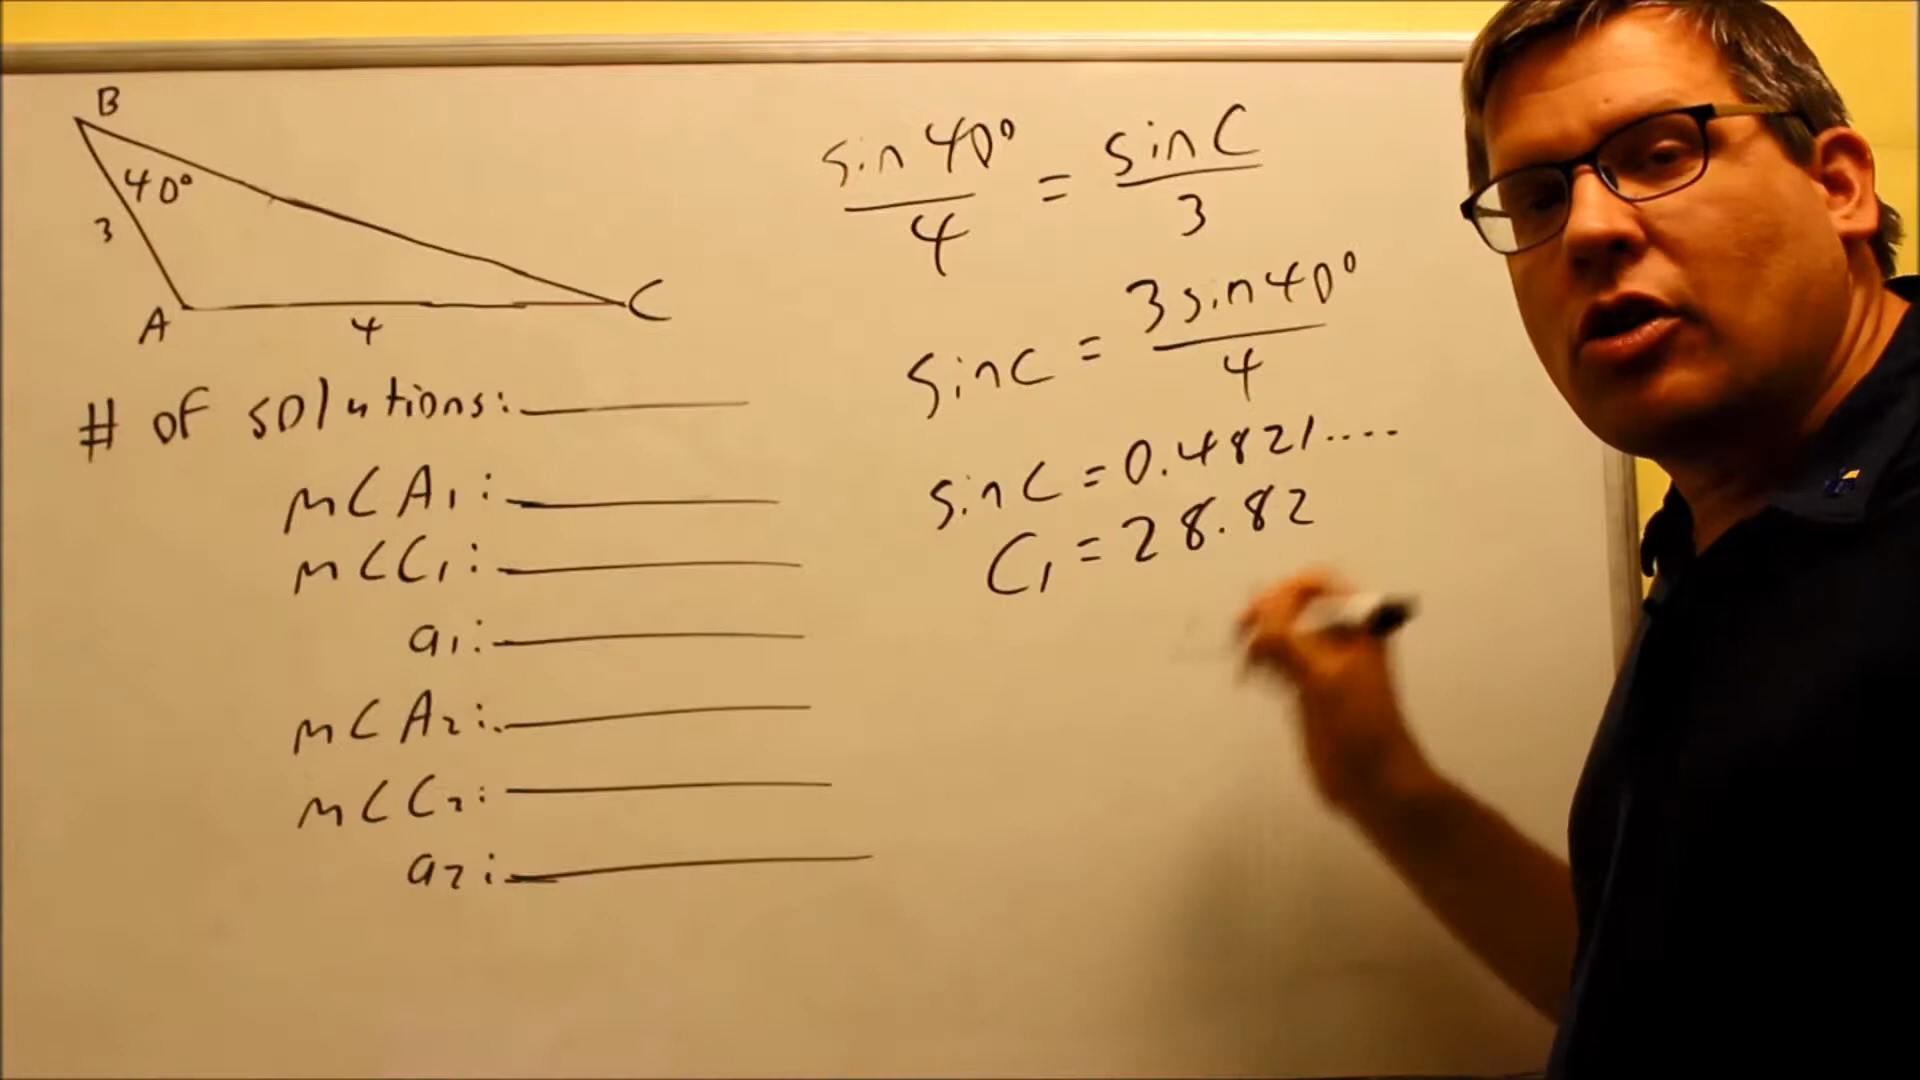 B
40°
3
A
4
C
# of solutions:
m∠A₁:
m∠C₁:
a₁:
m∠A₂:
m∠C₂:
a₂:
sin 40° / 4 = sin C / 3
sin C = 3 sin 40° / 4
sin C = 0.4821....
C₁ = 28.82